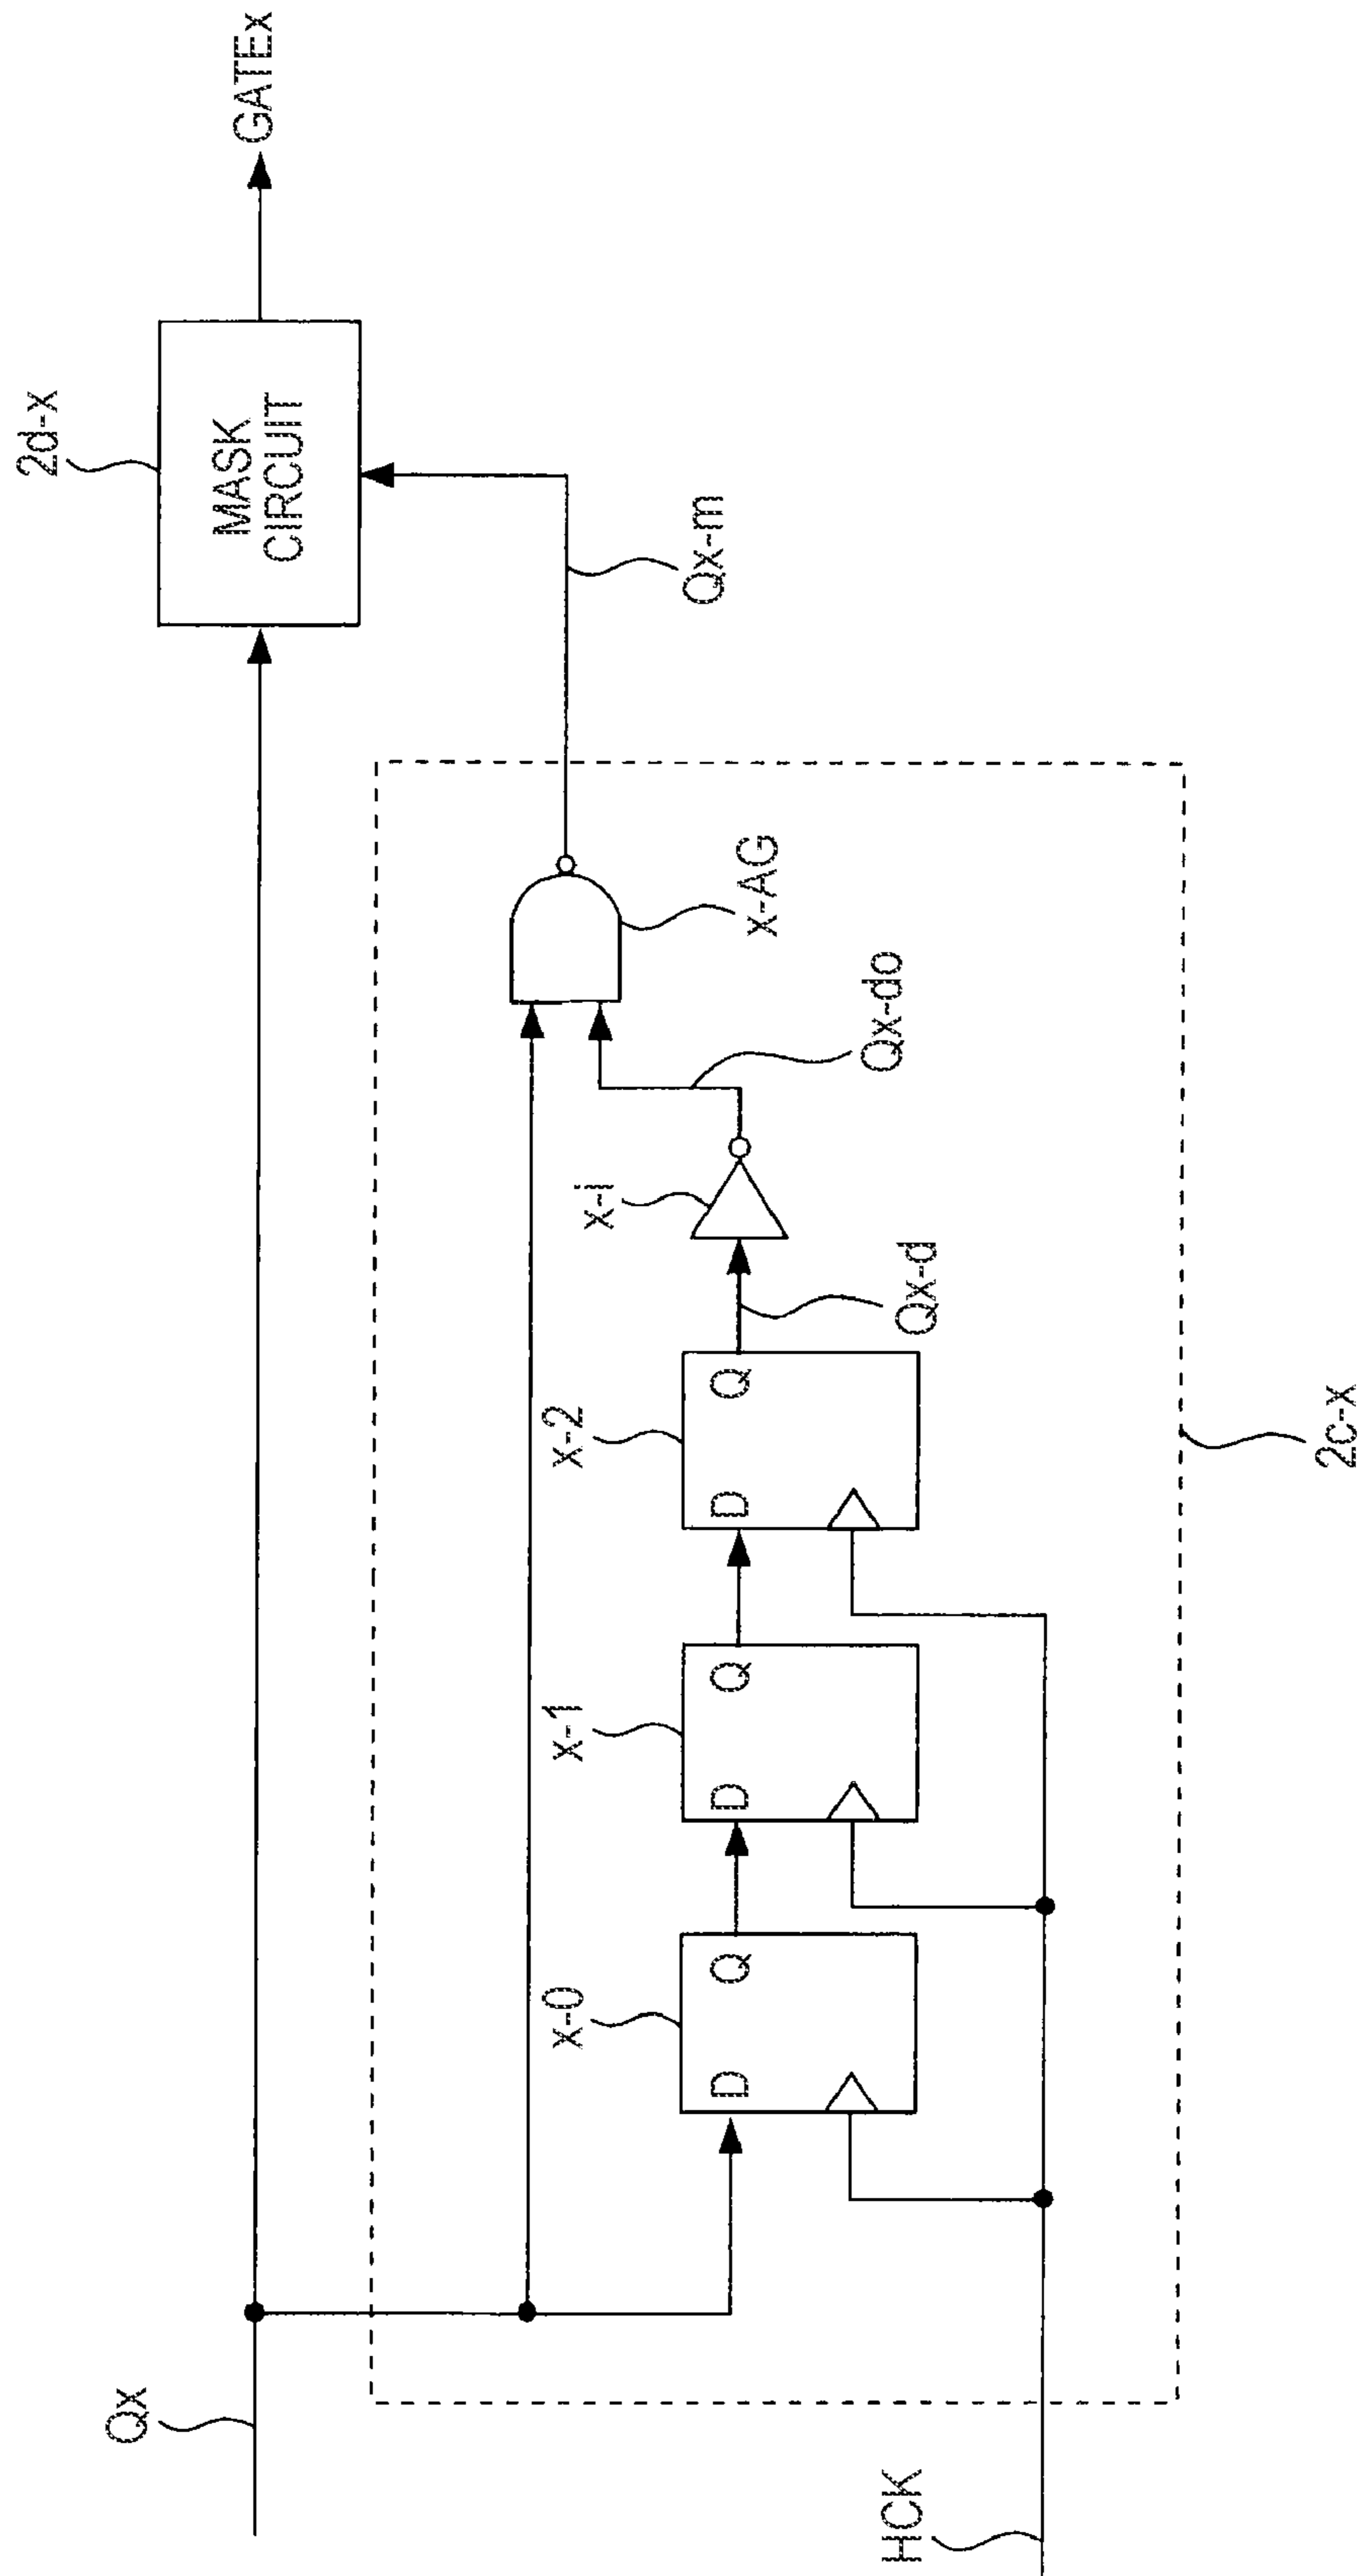 Qx
2d-x
MASK
CIRCUIT
GATEx
Qx-m
x-AG
Qx-do
x-i
Qx-d
x-0
D
Q
x-1
D
Q
x-2
D
Q
HCK
2c-x